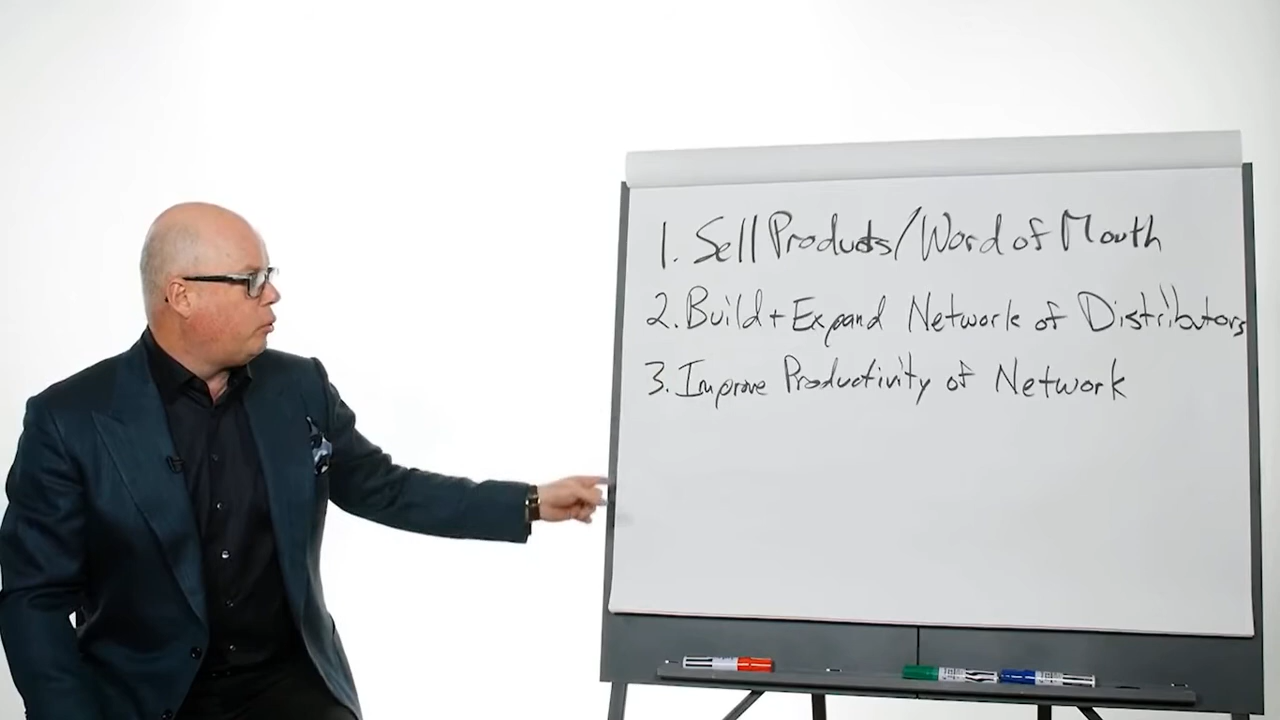 1. Sell Products/Word of Mouth
2. Build + Expand Network of Distributors
3. Improve Productivity of Network